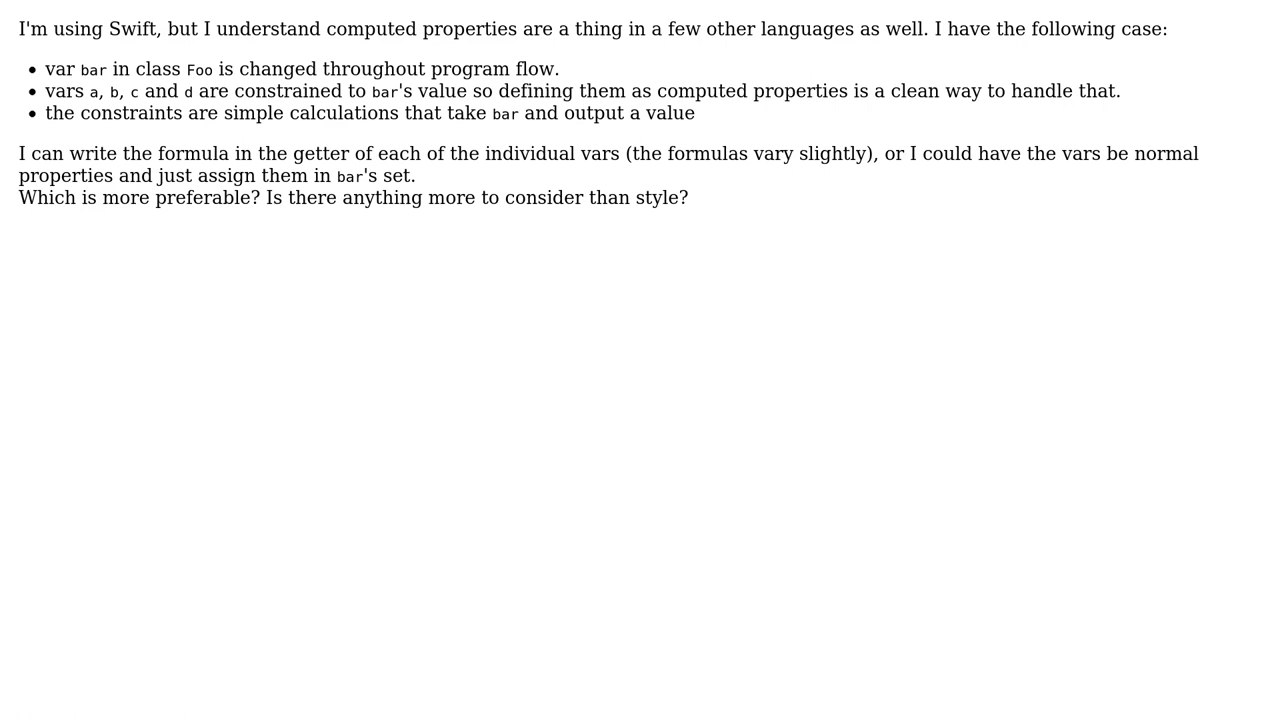 I'm using Swift, but I understand computed properties are a thing in a few other languages as well. I have the following case:
• var bar in class Foo is changed throughout program flow.
• vars a, b, c and d are constrained to bar's value so defining them as computed properties is a clean way to handle that.
• the constraints are simple calculations that take bar and output a value
I can write the formula in the getter of each of the individual vars (the formulas vary slightly), or I could have the vars be normal
properties and just assign them in bar's set.
Which is more preferable? Is there anything more to consider than style?